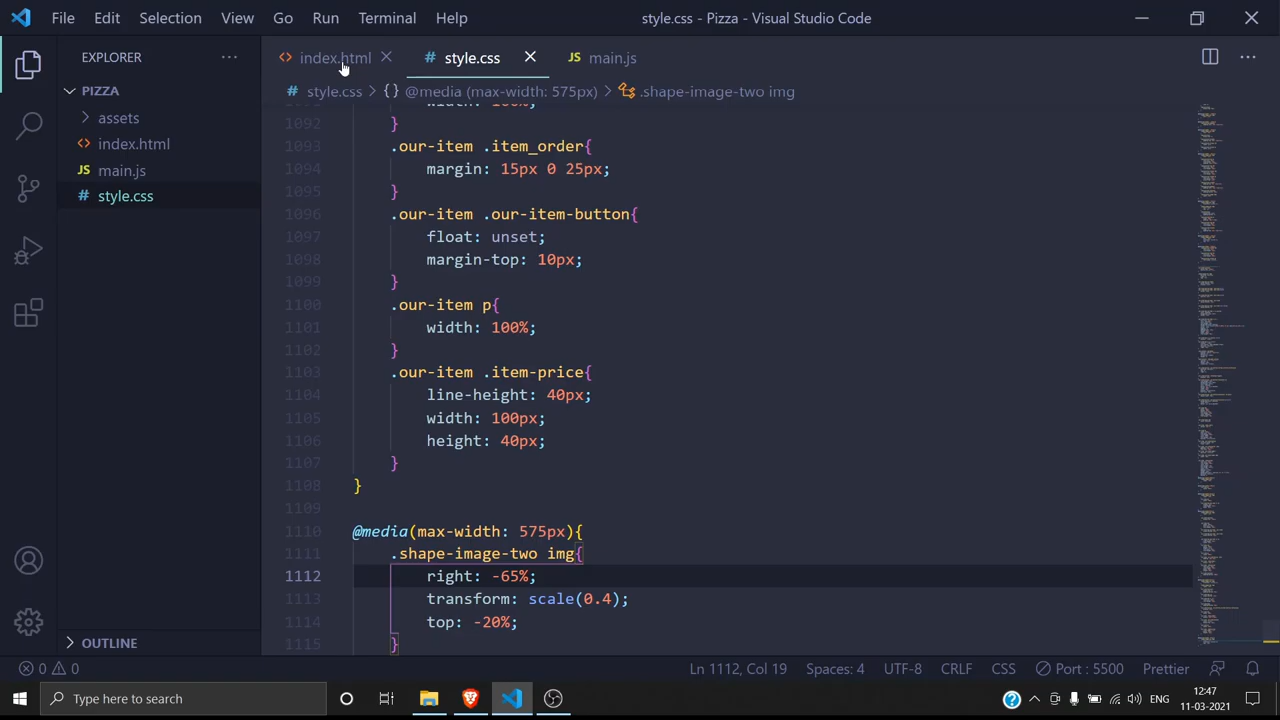 File Edit Selection View Go Run Terminal Help style.css - Pizza - Visual Studio Code
EXPLORER
PIZZA
assets
index.html
JS main.js
# style.css
OUTLINE
index.html # style.css JS main.js
# style.css > {} @media (max-width: 575px) > .shape-image-two img
width: 100%;
1092 }
1093 .our-item .item_order{
1094 margin: 15px 0 25px;
1095 }
1096 .our-item .our-item-button{
1097 float: unset;
1098 margin-top: 10px;
1099 }
1100 .our-item p{
1101 width: 100%;
1102 }
1103 .our-item .item-price{
1104 line-height: 40px;
1105 width: 100px;
1106 height: 40px;
1107 }
1108 }
1109
1110 @media(max-width: 575px){
1111 .shape-image-two img{
1112 right: -66%;
1113 transform: scale(0.4);
1114 top: -20%;
1115 }
0 0 Ln 1112, Col 19 Spaces: 4 UTF-8 CRLF CSS Port : 5500 Prettier
Type here to search
ENG
12:47
11-03-2021